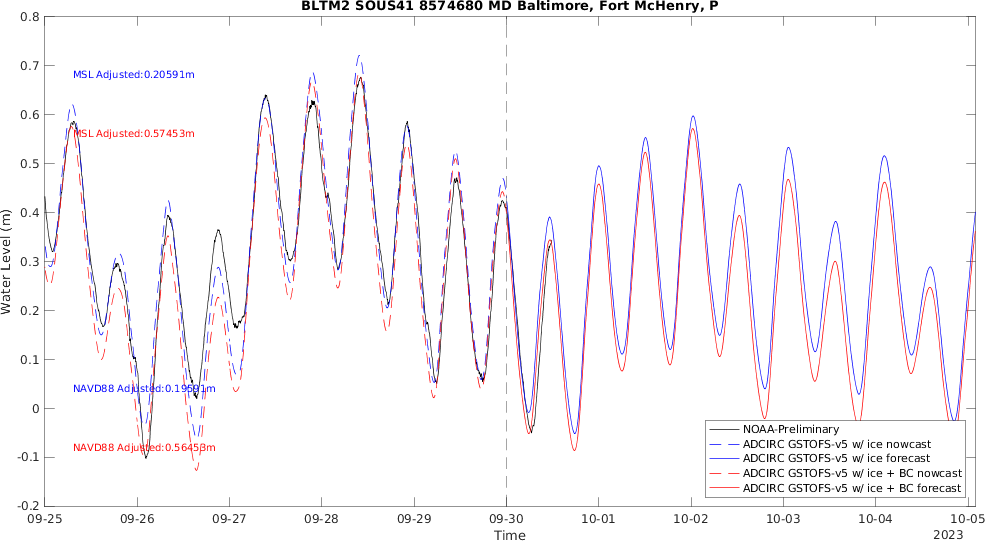 BLTM2 SOUS41 8574680 MD Baltimore, Fort McHenry, P
0.8
0.7
0.6
0.5
0.4
0.3
0.2
0.1
0
-0.1
-0.2
Water Level (m)
MSL Adjusted:0.20591m
MSL Adjusted:0.57453m
NAVD88 Adjusted:0.19591m
NAVD88 Adjusted:0.56453m
NOAA-Preliminary
ADCIRC GSTOFS-v5 w/ ice nowcast
ADCIRC GSTOFS-v5 w/ ice forecast
ADCIRC GSTOFS-v5 w/ ice + BC nowcast
ADCIRC GSTOFS-v5 w/ ice + BC forecast
09-25 09-26 09-27 09-28 09-29 09-30 10-01 10-02 10-03 10-04 10-05
Time
2023